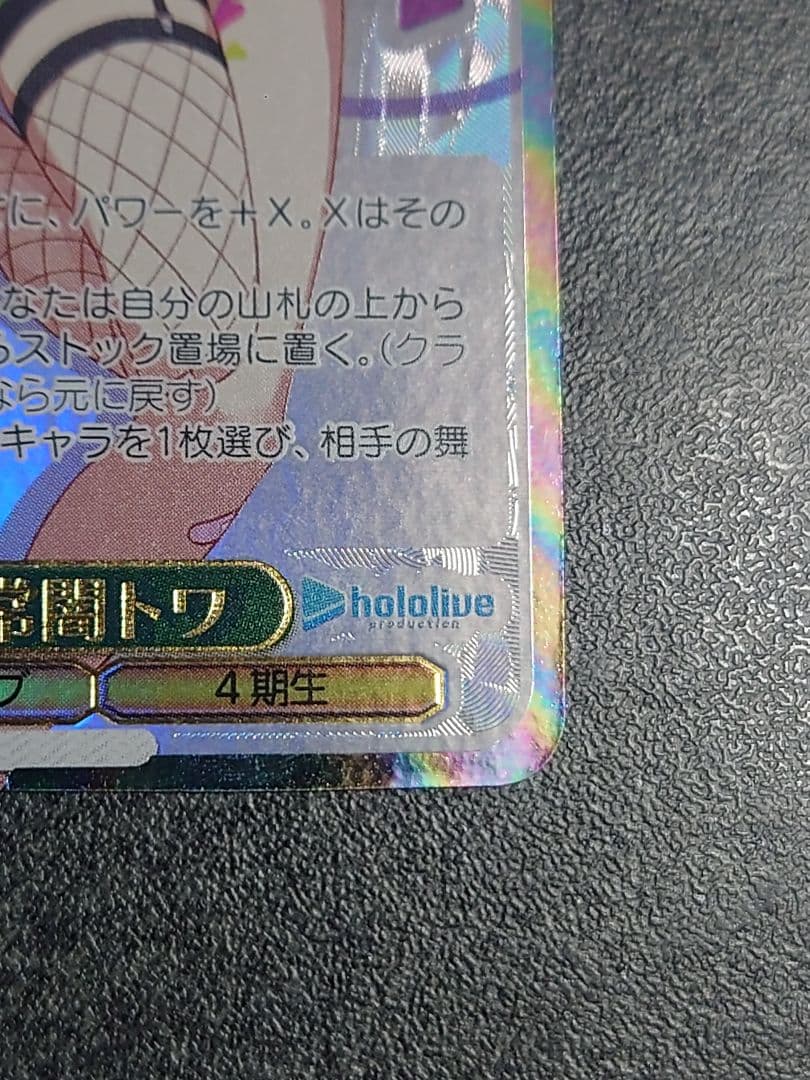 に、パワーを＋X。Xはその
なたは自分の山札の上から
らストック置場に置く。(クラ
なら元に戻す)
キャラを1枚選び、相手の舞
常闇トワ
hololive
production
プ
4期生